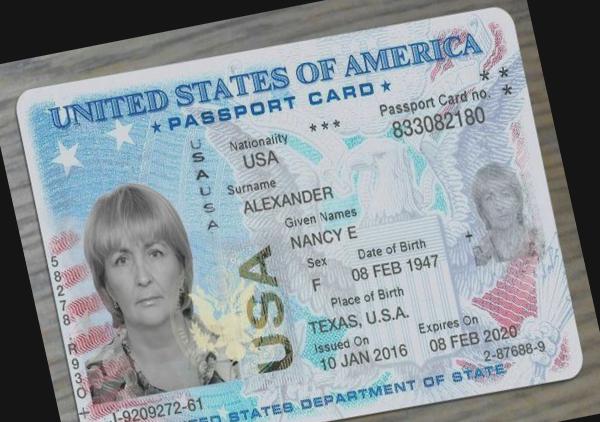 UNITED STATES OF AMERICA
★ PASSPORT CARD ★
Nationality
USA
***
Passport Card no.
833082180
* * *
USAUSA
Surname
ALEXANDER
Given Names
NANCY E
Sex
F
Date of Birth
08 FEB 1947
Place of Birth
TEXAS, U.S.A.
Issued On
10 JAN 2016
Expires On
08 FEB 2020
2-87688-9
USA
58278
R930
J-9209272-61
STATES DEPARTMENT OF STATE